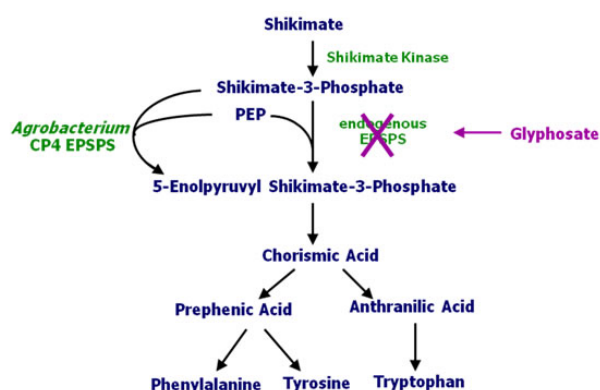 Shikimate
Shikimate Kinase
Shikimate-3-Phosphate
PEP
Agrobacterium
CP4 EPSPS
endogenous
EPSPS
Glyphosate
5-Enolpyruvyl Shikimate-3-Phosphate
Chorismic Acid
Prephenic Acid
Anthranilic Acid
Phenylalanine
Tyrosine
Tryptophan